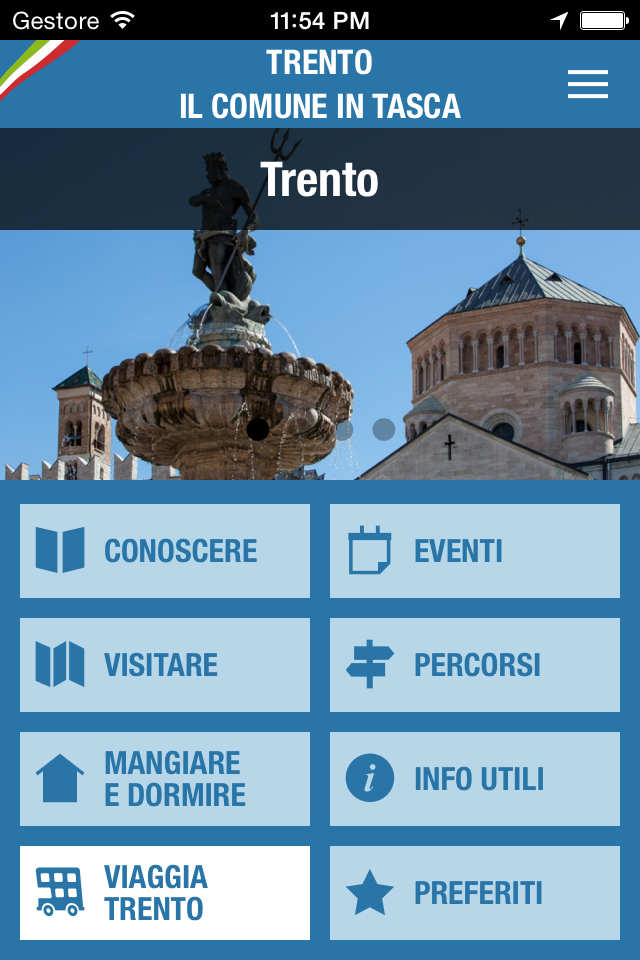 Gestore 11:54 PM
TRENTO
IL COMUNE IN TASCA
Trento
CONOSCERE
EVENTI
VISITARE
PERCORSI
MANGIARE
E DORMIRE
INFO UTILI
VIAGGIA
TRENTO
PREFERITI